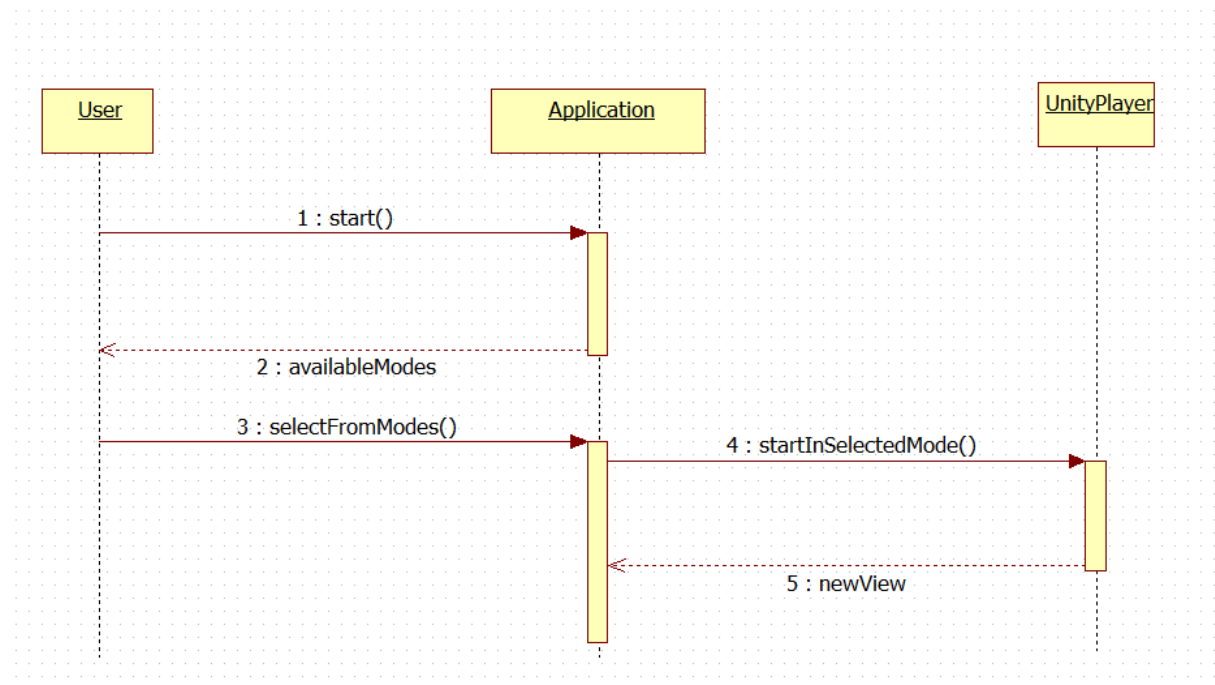 User
Application
UnityPlayer
1 : start()
2 : availableModes
3 : selectFromModes()
4 : startInSelectedMode()
5 : newView